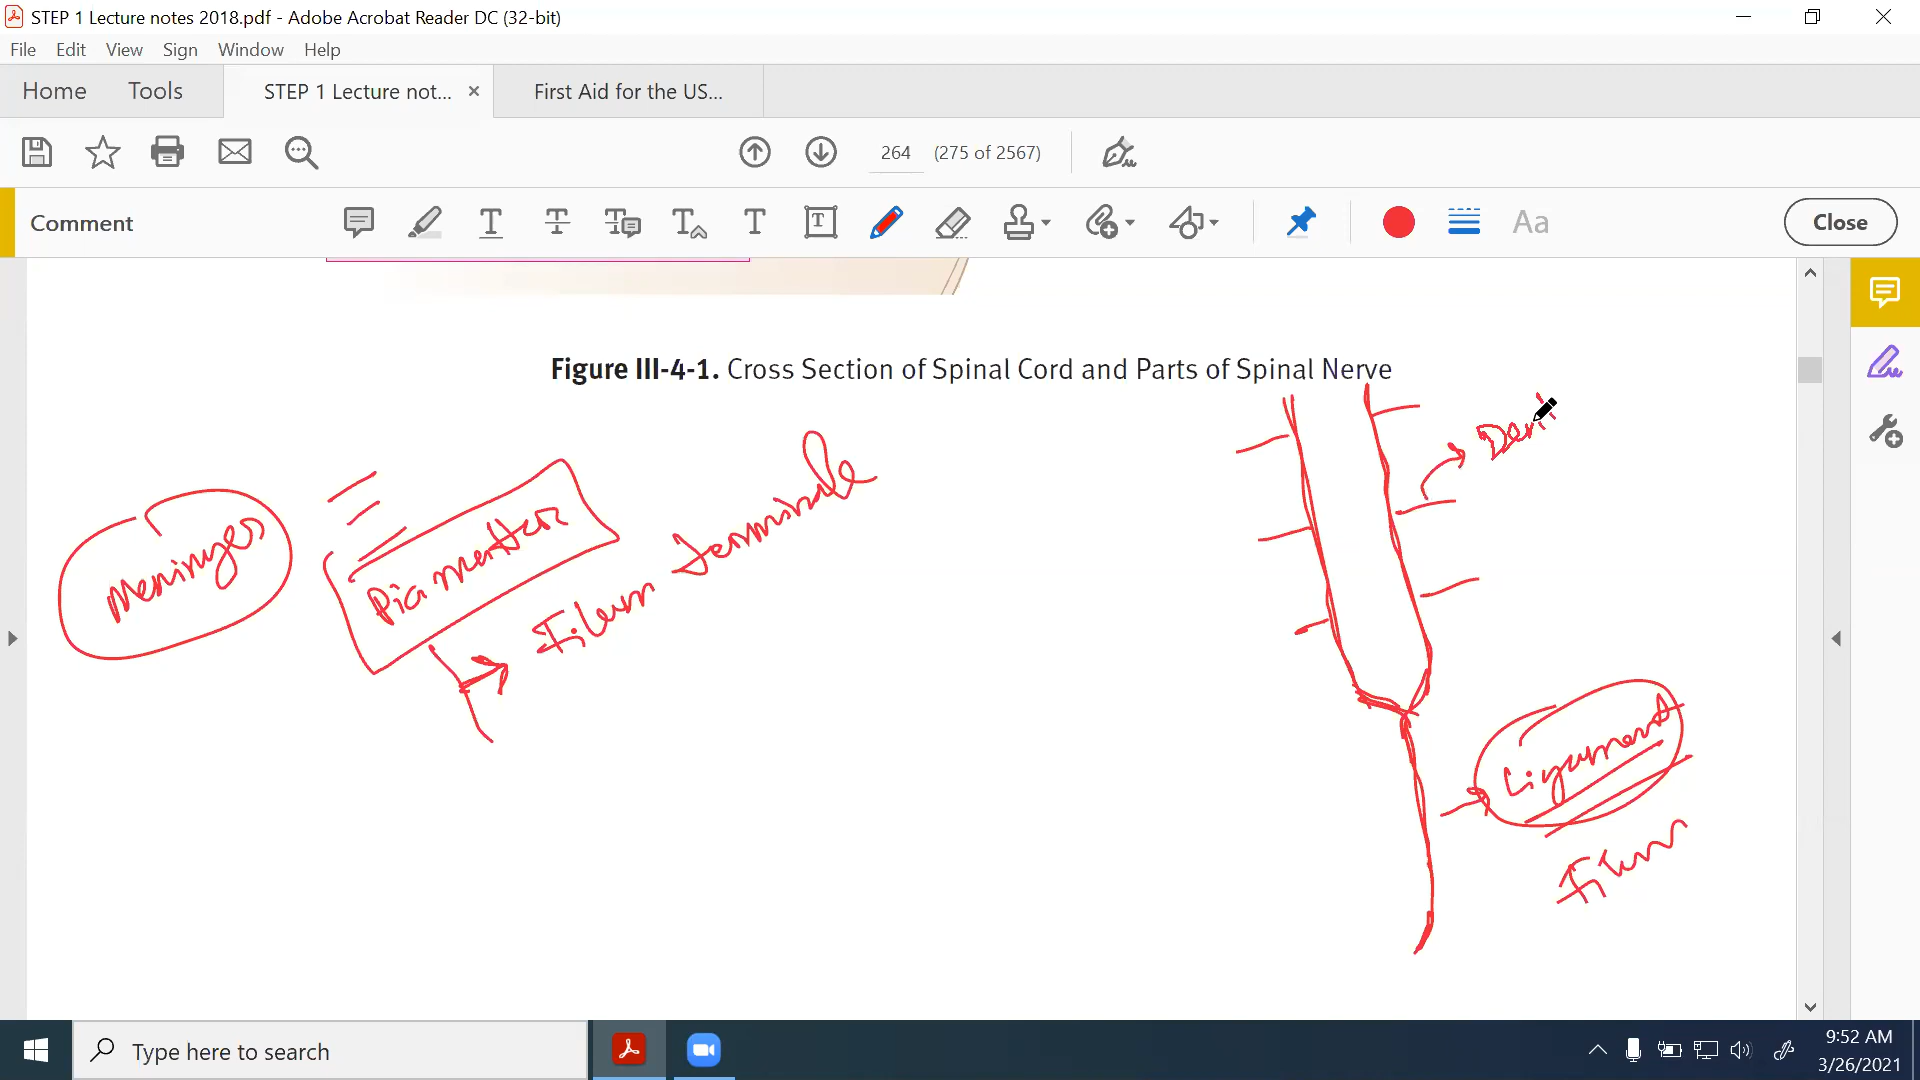 STEP 1 Lecture notes 2018.pdf - Adobe Acrobat Reader DC (32-bit)
File Edit View Sign Window Help
Home Tools STEP 1 Lecture not... × First Aid for the US...
264 (275 of 2567)
Comment Aa Close
Figure III-4-1. Cross Section of Spinal Cord and Parts of Spinal Nerve
Dent
Meninges
Pia matter
Filum Terminale
Ligament
Filum
Type here to search
9:52 AM
3/26/2021